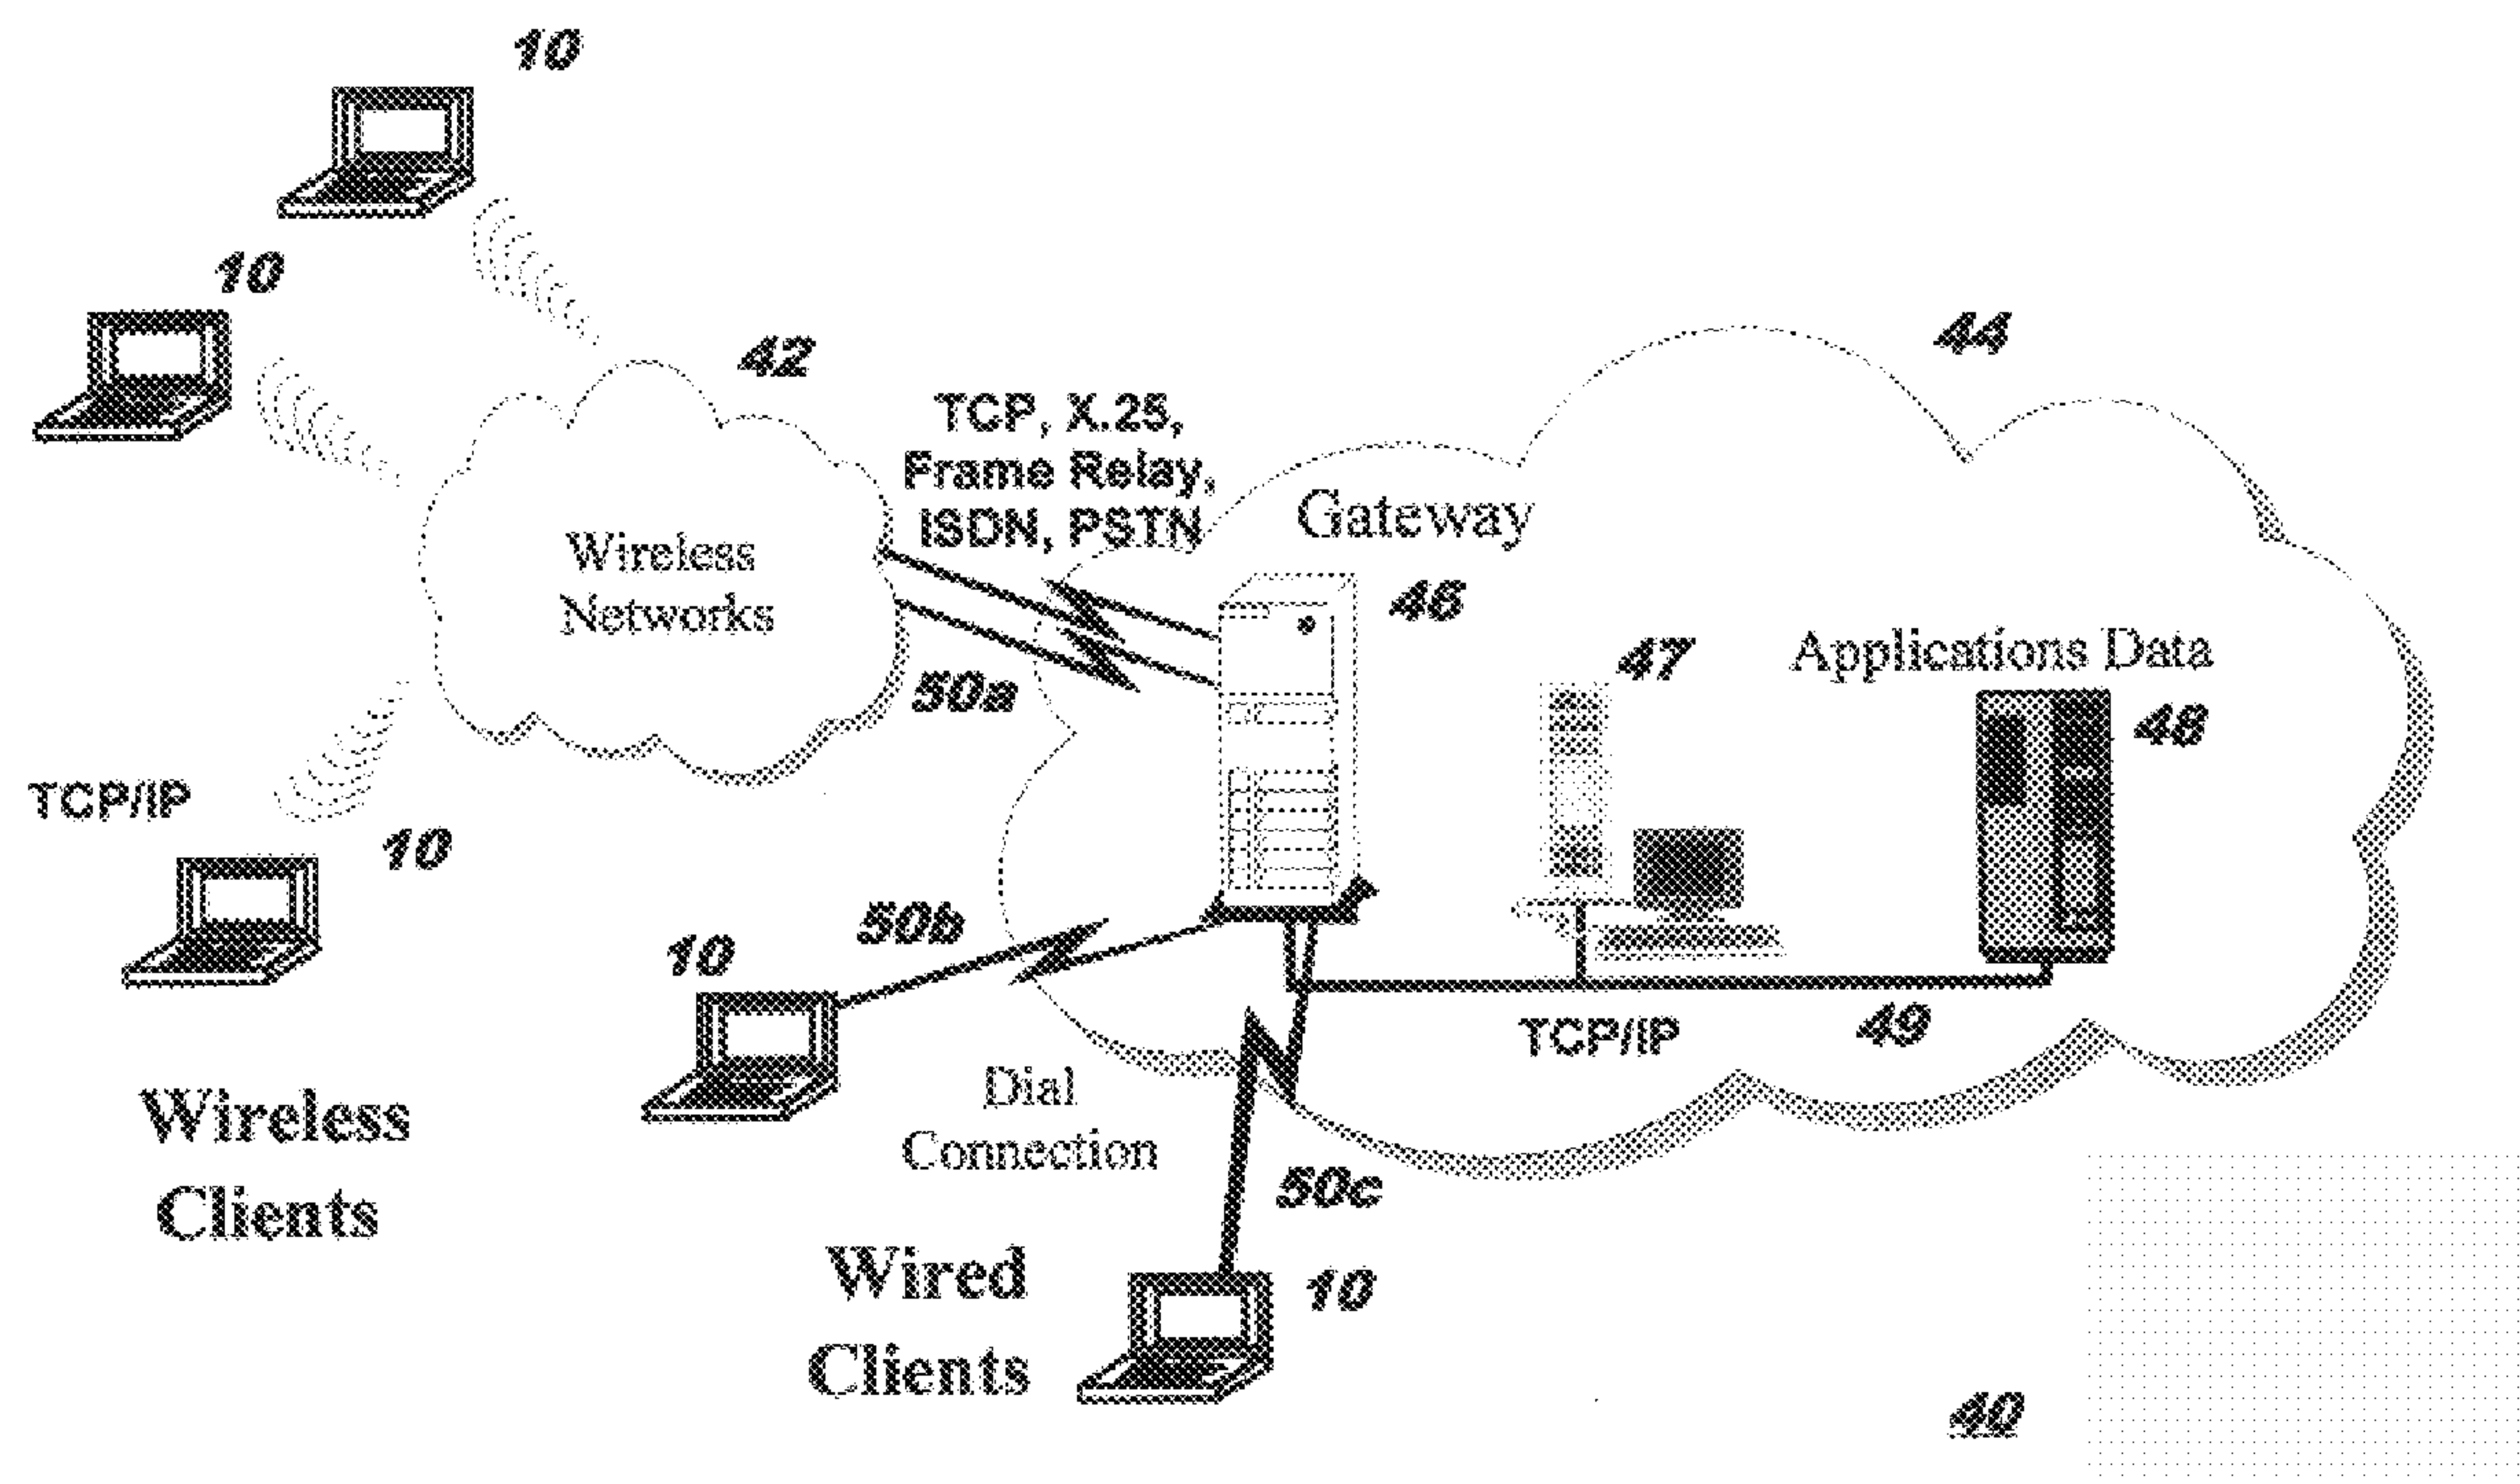 10
10
42
44
TCP, X.25,
Frame Relay,
ISDN, PSTN
Gateway
Wireless
Networks
46
47
Applications Data
48
50a
TCP/IP
10
50b
10
TCP/IP
49
Dial
Connection
Wireless
Clients
50c
Wired
Clients
10
40